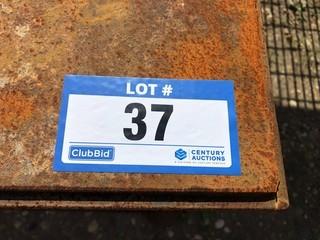 LOT #
37
ClubBid
CENTURY
AUCTIONS